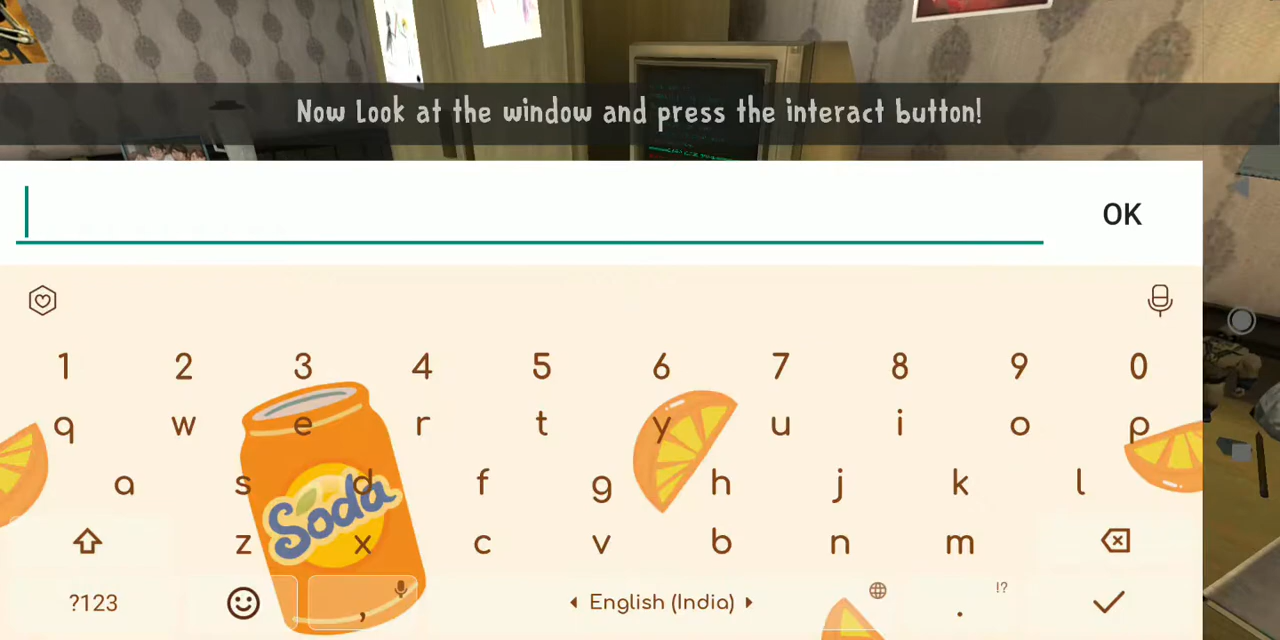 Now Look at the window and press the interact button!
OK
1 2 3 4 5 6 7 8 9 0
q w e r t y u i o p
a s d f g h j k l
Soda
z x c v b n m
?123 , English (India) . !?